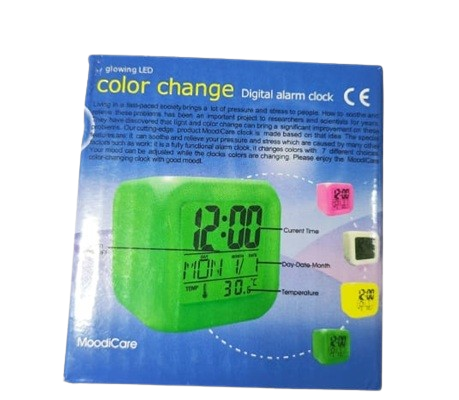 glowing LED
color change Digital alarm clock CE
Living in a fast-paced society brings a lot of pressure and stress to people. How to soothe and
these problems has been an important project to researchers and scientists for years.
have discovered that light and color change can bring a significant improvement on these
problems. Our cutting-edge product MoodiCare clock is made based on that idea. The special
features are: it can soothe and relieve your pressure and stress which are caused by many other
factors such as work; it is a fully functional alarm clock, it changes colors with 7 different choices.
Your mood can be adjusted while the clocks colors are changing. Please enjoy the MoodiCare
color-changing clock with good mood!
12:00
Current Time
DAY MONTH DATE
MON 1/1
Day-Date-Month
TEMP 30.6 °C
Temperature
MoodiCare